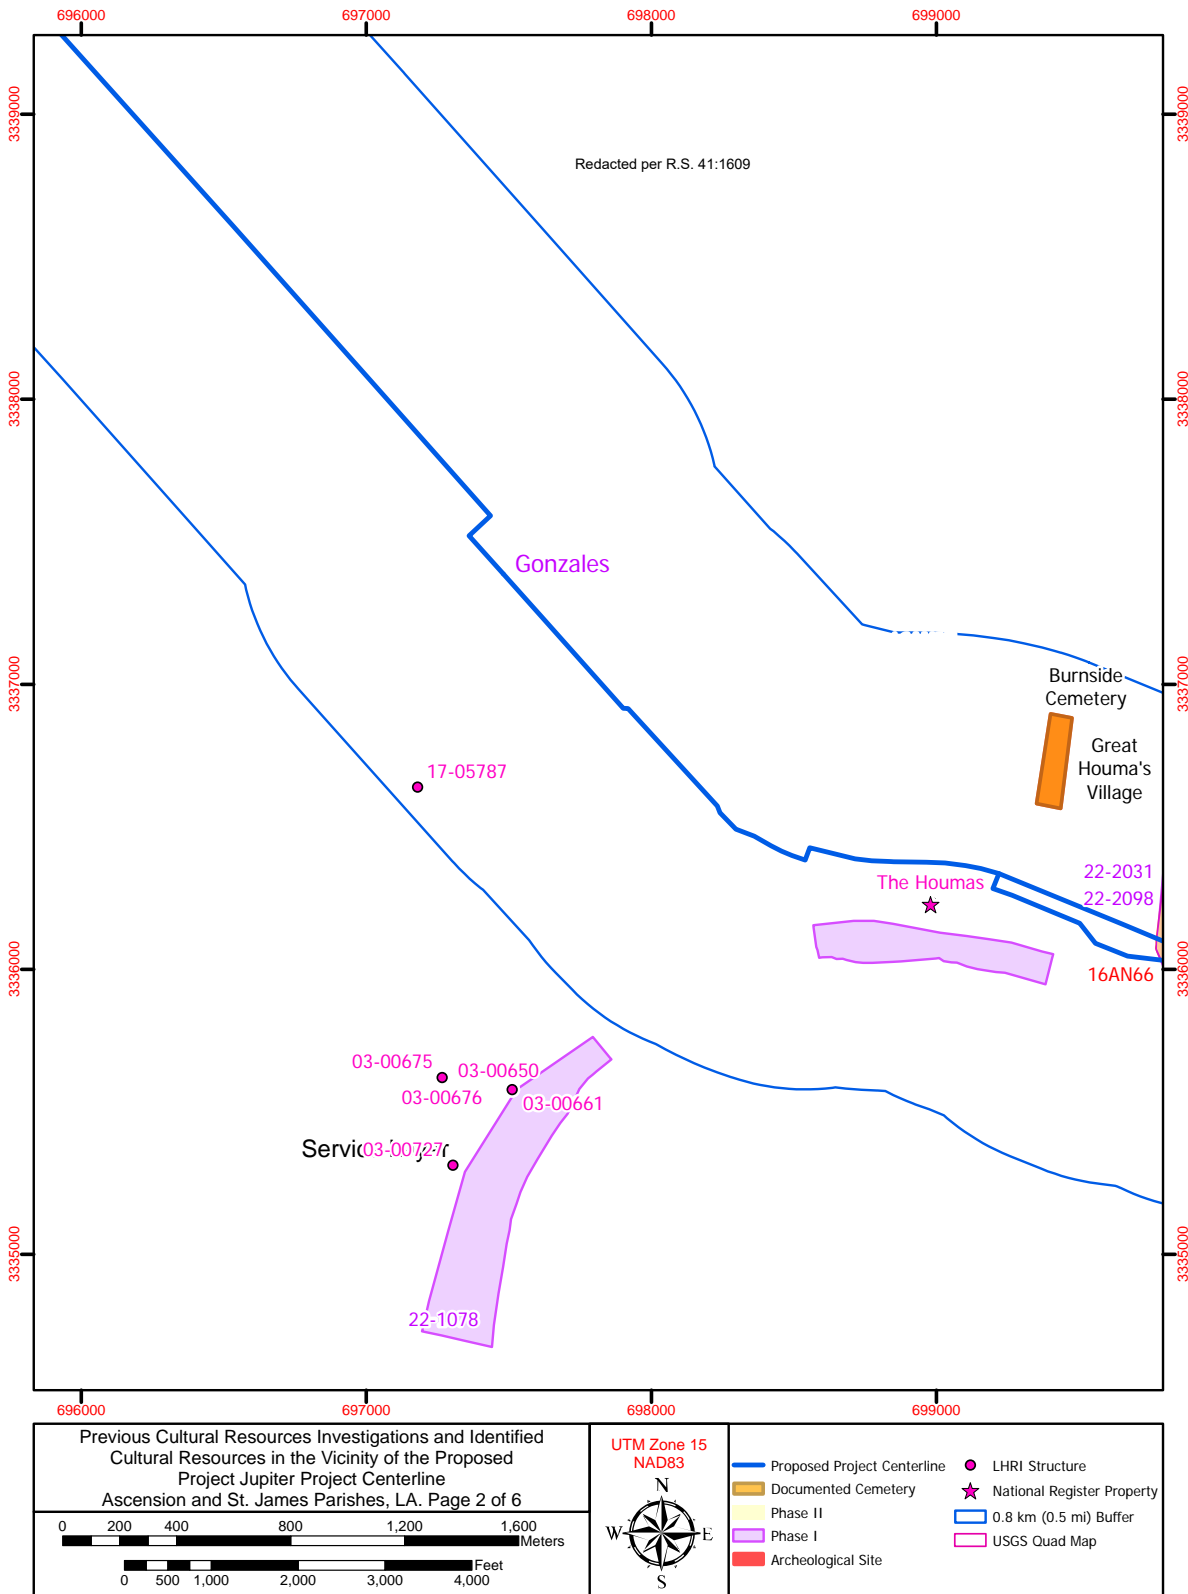 696000
697000
698000
699000
3339000
3339000
Redacted per R.S. 41:1609
3338000
3338000
Gonzales
3337000
3337000
Burnside
Cemetery
Great
Houma's
Village
17-05787
22-2031
The Houmas
22-2098
3336000
3336000
16AN66
03-00675
03-00650
03-00676
03-00661
03-00727
3335000
3335000
22-1078
696000
697000
698000
699000
Previous Cultural Resources Investigations and Identified
Cultural Resources in the Vicinity of the Proposed
Project Jupiter Project Centerline
Ascension and St. James Parishes, LA. Page 2 of 6
0 200 400 800 1,200 1,600
Meters
Feet
0 500 1,000 2,000 3,000 4,000
UTM Zone 15
NAD83
N
W E
S
Proposed Project Centerline
Documented Cemetery
Phase II
Phase I
Archeological Site
LHRI Structure
National Register Property
0.8 km (0.5 mi) Buffer
USGS Quad Map